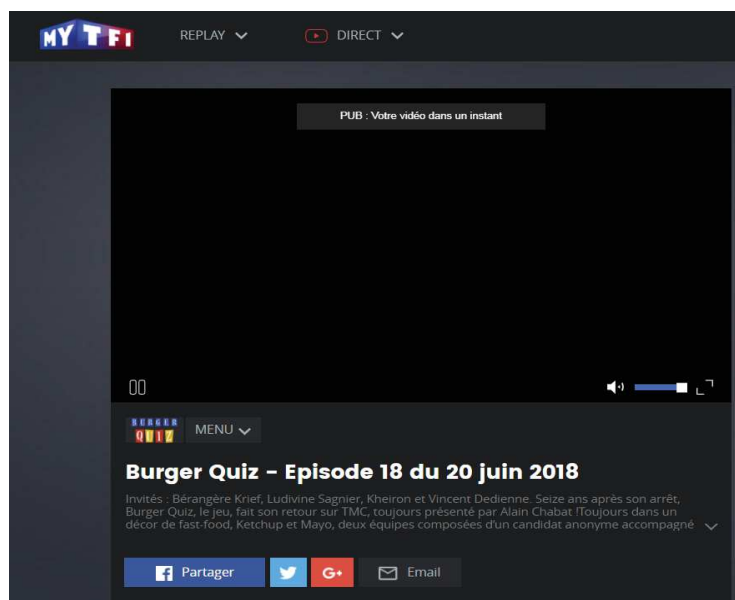 MYTF1
REPLAY
DIRECT
PUB : Votre vidéo dans un instant
BURGER
QUIZ
MENU
Burger Quiz – Episode 18 du 20 juin 2018
Invités : Bérangère Krief, Ludivine Sagnier, Kheiron et Vincent Dedienne. Seize ans après son arrêt,
Burger Quiz, le jeu, fait son retour sur TMC, toujours présenté par Alain Chabat !Toujours dans un
décor de fast-food, Ketchup et Mayo, deux équipes composées d'un candidat anonyme accompagné
Partager
G+
Email